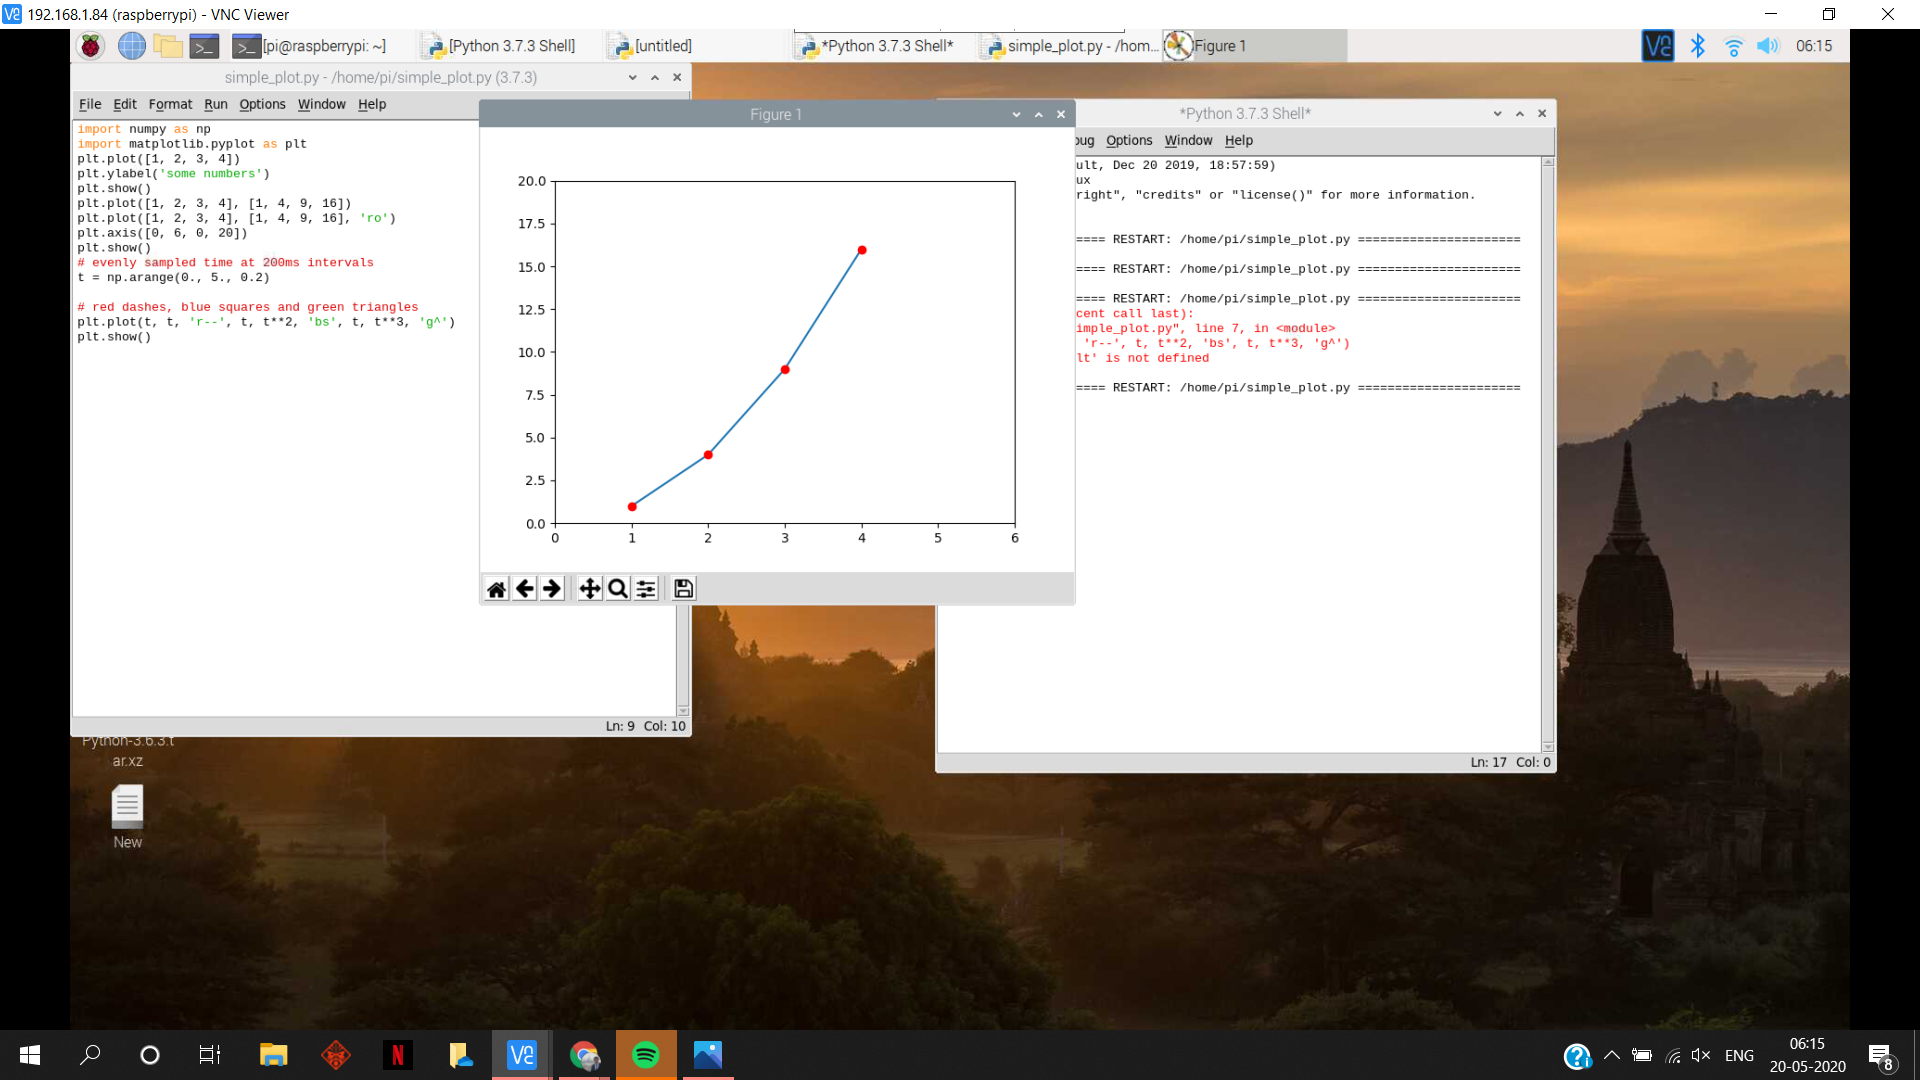 192.168.1.84 (raspberrypi) - VNC Viewer
[pi@raspberrypi: ~]
[Python 3.7.3 Shell]
[untitled]
*Python 3.7.3 Shell*
simple_plot.py - /hom...
Figure 1
06:15
simple_plot.py - /home/pi/simple_plot.py (3.7.3)
File Edit Format Run Options Window Help
import numpy as np
import matplotlib.pyplot as plt
plt.plot([1, 2, 3, 4])
plt.ylabel('some numbers')
plt.show()
plt.plot([1, 2, 3, 4], [1, 4, 9, 16])
plt.plot([1, 2, 3, 4], [1, 4, 9, 16], 'ro')
plt.axis([0, 6, 0, 20])
plt.show()
# evenly sampled time at 200ms intervals
t = np.arange(0., 5., 0.2)
# red dashes, blue squares and green triangles
plt.plot(t, t, 'r--', t, t**2, 'bs', t, t**3, 'g^')
plt.show()
Ln: 9 Col: 10
Figure 1
20.0
17.5
15.0
12.5
10.0
7.5
5.0
2.5
0.0
0 1 2 3 4 5 6
*Python 3.7.3 Shell*
ug Options Window Help
ult, Dec 20 2019, 18:57:59)
ux
right", "credits" or "license()" for more information.
==== RESTART: /home/pi/simple_plot.py ======================
==== RESTART: /home/pi/simple_plot.py ======================
==== RESTART: /home/pi/simple_plot.py ======================
cent call last):
imple_plot.py", line 7, in <module>
'r--', t, t**2, 'bs', t, t**3, 'g^')
lt' is not defined
==== RESTART: /home/pi/simple_plot.py ======================
Ln: 17 Col: 0
Python-3.6.3.t
ar.xz
New
ENG
06:15
20-05-2020
8